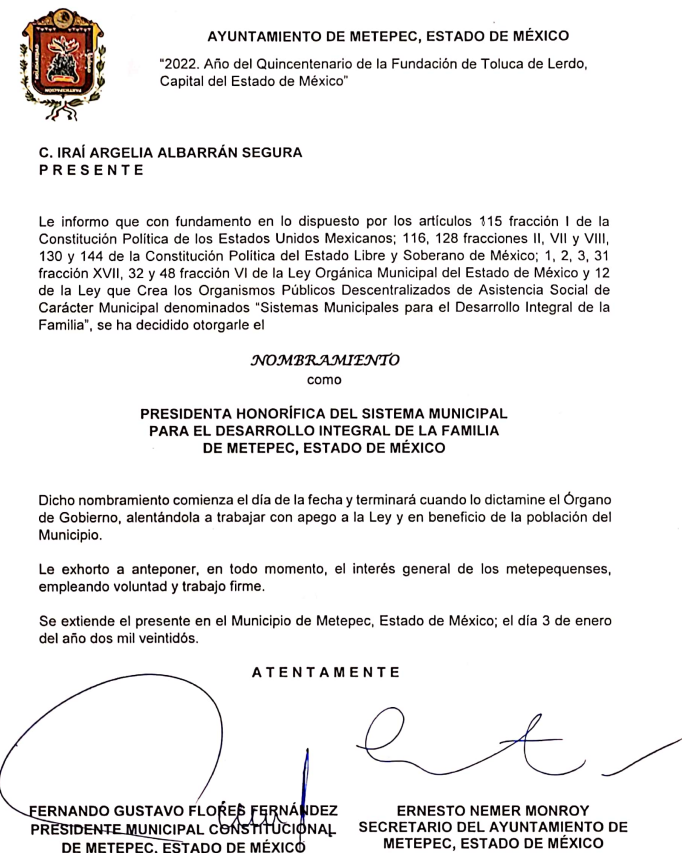 AYUNTAMIENTO DE METEPEC, ESTADO DE MÉXICO
"2022. Año del Quincentenario de la Fundación de Toluca de Lerdo,
Capital del Estado de México"
C. IRAÍ ARGELIA ALBARRÁN SEGURA
P R E S E N T E
Le informo que con fundamento en lo dispuesto por los artículos 115 fracción I de la
Constitución Política de los Estados Unidos Mexicanos; 116, 128 fracciones II, VII y VIII,
130 y 144 de la Constitución Política del Estado Libre y Soberano de México; 1, 2, 3, 31
fracción XVII, 32 y 48 fracción VI de la Ley Orgánica Municipal del Estado de México y 12
de la Ley que Crea los Organismos Públicos Descentralizados de Asistencia Social de
Carácter Municipal denominados "Sistemas Municipales para el Desarrollo Integral de la
Familia", se ha decidido otorgarle el
NOMBRAMIENTO
como
PRESIDENTA HONORÍFICA DEL SISTEMA MUNICIPAL
PARA EL DESARROLLO INTEGRAL DE LA FAMILIA
DE METEPEC, ESTADO DE MÉXICO
Dicho nombramiento comienza el día de la fecha y terminará cuando lo dictamine el Órgano
de Gobierno, alentándola a trabajar con apego a la Ley y en beneficio de la población del
Municipio.
Le exhorto a anteponer, en todo momento, el interés general de los metepequenses,
empleando voluntad y trabajo firme.
Se extiende el presente en el Municipio de Metepec, Estado de México; el día 3 de enero
del año dos mil veintidós.
A T E N T A M E N T E
FERNANDO GUSTAVO FLORES FERNÁNDEZ
PRESIDENTE MUNICIPAL CONSTITUCIONAL
DE METEPEC, ESTADO DE MÉXICO
ERNESTO NEMER MONROY
SECRETARIO DEL AYUNTAMIENTO DE
METEPEC, ESTADO DE MÉXICO